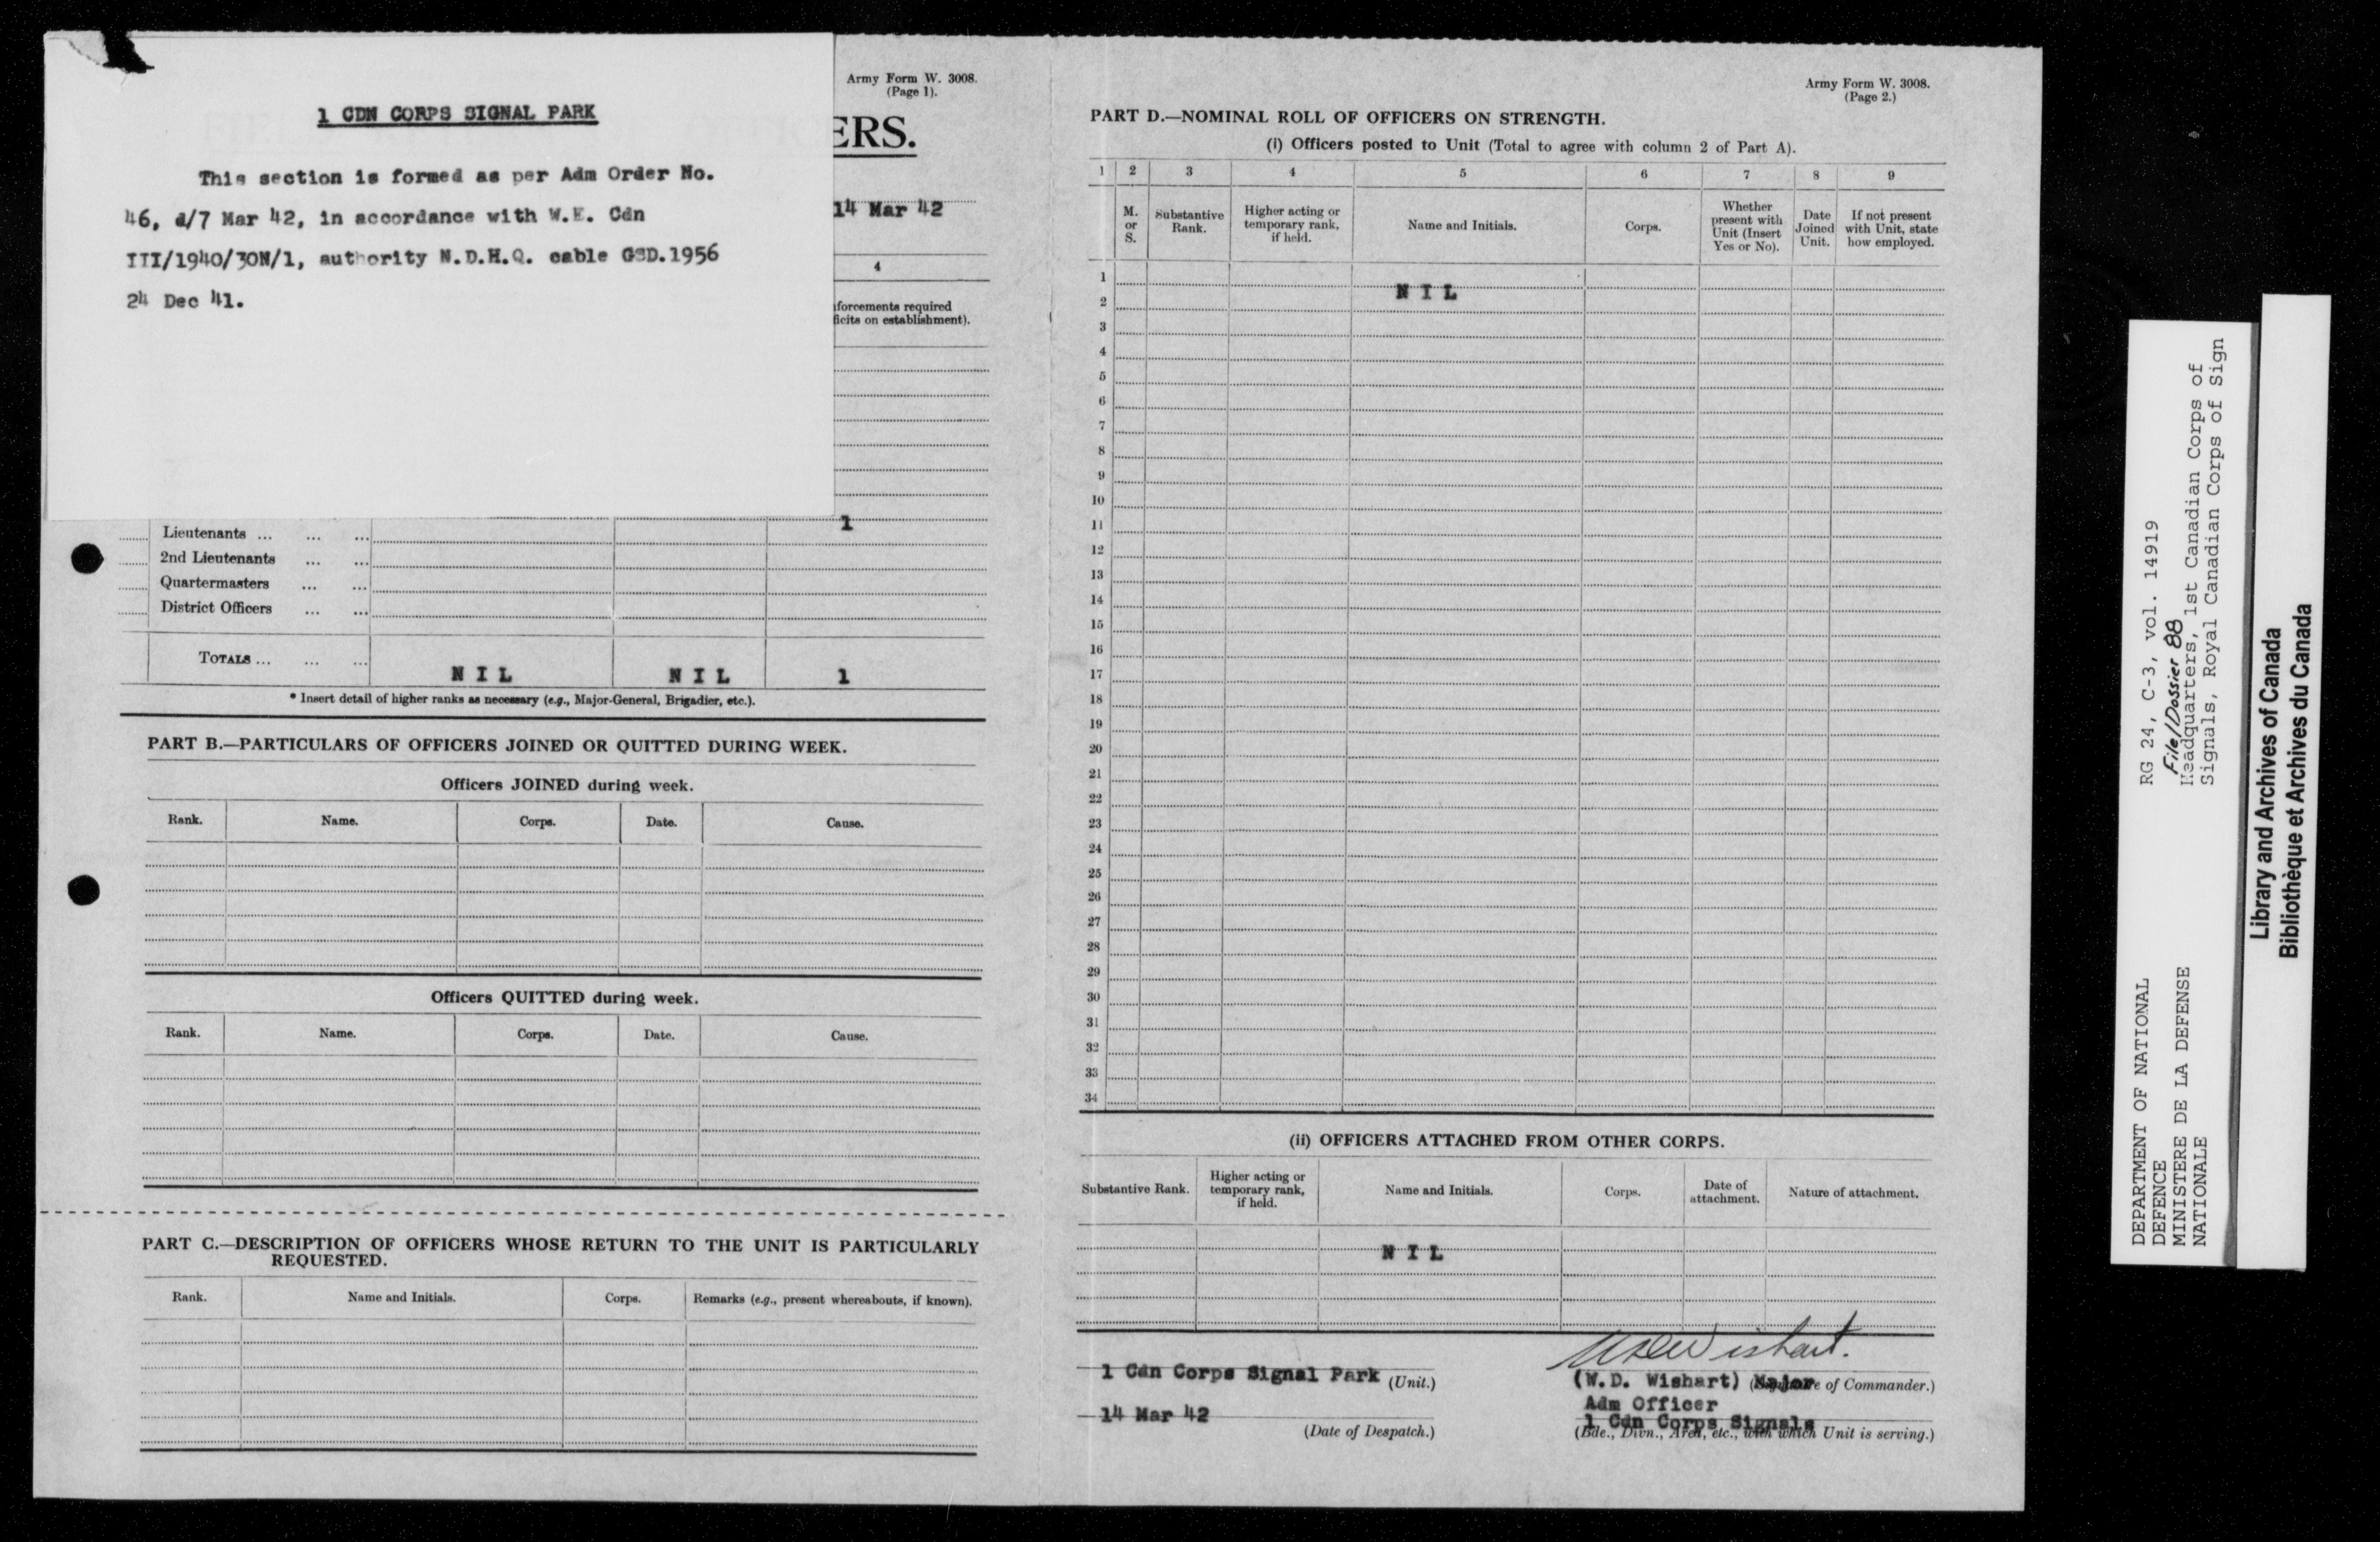 1 CDN CORPS SIGNAL PARK
This section is formed as per Adm Order No.
46, d/7 Mar 42, in accordance with W.E. Cdn
III/1940/30N/1, authority N.D.H.Q. cable GSD.1956
24 Dec 41.
Army Form W. 3008.
(Page 1).
ERS.
14 Mar 42
4
forcements required
ficits on establishment).
1
Lieutenants ... ... ...
2nd Lieutenants ... ...
Quartermasters ... ...
District Officers ... ...
TOTALS ... ... ... NIL NIL 1
* Insert detail of higher ranks as necessary (e.g., Major-General, Brigadier, etc.).
PART B.—PARTICULARS OF OFFICERS JOINED OR QUITTED DURING WEEK.
Officers JOINED during week.
Rank. Name. Corps. Date. Cause.
Officers QUITTED during week.
Rank. Name. Corps. Date. Cause.
PART C.—DESCRIPTION OF OFFICERS WHOSE RETURN TO THE UNIT IS PARTICULARLY
REQUESTED.
Rank. Name and Initials. Corps. Remarks (e.g., present whereabouts, if known).
Army Form W. 3008.
(Page 2.)
PART D.—NOMINAL ROLL OF OFFICERS ON STRENGTH.
(i) Officers posted to Unit (Total to agree with column 2 of Part A).
1 2 3 4 5 6 7 8 9
M. or S. Substantive Rank. Higher acting or temporary rank, if held. Name and Initials. Corps. Whether present with Unit (Insert Yes or No). Date Joined Unit. If not present with Unit, state how employed.
1
NIL
2
3
4
5
6
7
8
9
10
11
12
13
14
15
16
17
18
19
20
21
22
23
24
25
26
27
28
29
30
31
32
33
34
(ii) OFFICERS ATTACHED FROM OTHER CORPS.
Substantive Rank. Higher acting or temporary rank, if held. Name and Initials. Corps. Date of attachment. Nature of attachment.
NIL
1 Cdn Corps Signal Park (Unit.)
14 Mar 42
(Date of Despatch.)
WDWishart.
(W.D. Wishart) Major (Signature of Commander.)
Adm Officer
1 Cdn Corps Signals
(Bde., Divn., Area, etc., with which Unit is serving.)
DEPARTMENT OF NATIONAL
DEFENCE
MINISTERE DE LA DEFENSE
NATIONALE
RG 24, C-3, vol. 14919
File/Dossier 88
Headquarters, 1st Canadian Corps of
Signals, Royal Canadian Corps of Sign
Library and Archives of Canada
Bibliothèque et Archives du Canada